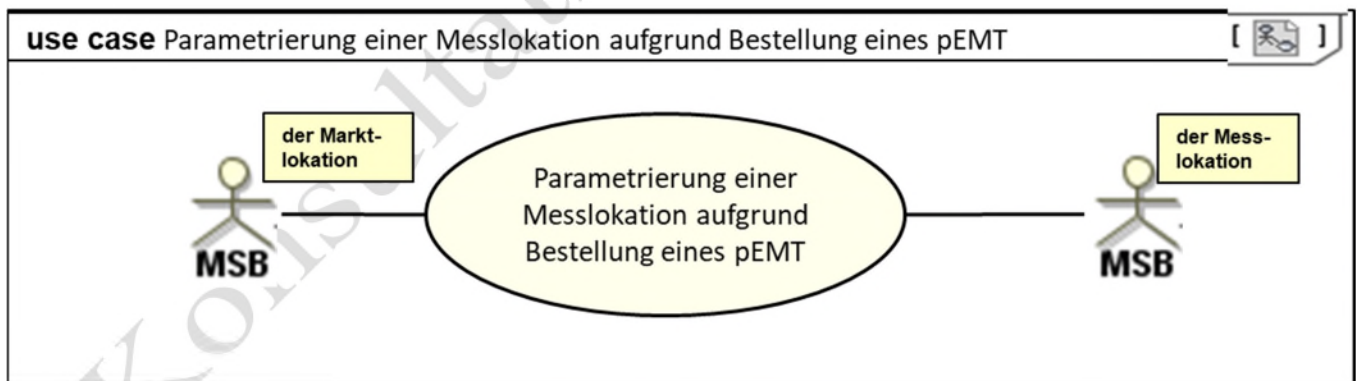 use case Parametrierung einer Messlokation aufgrund Bestellung eines pEMT
[ ]
der Markt-
lokation
MSB
Parametrierung einer
Messlokation aufgrund
Bestellung eines pEMT
der Mess-
lokation
MSB